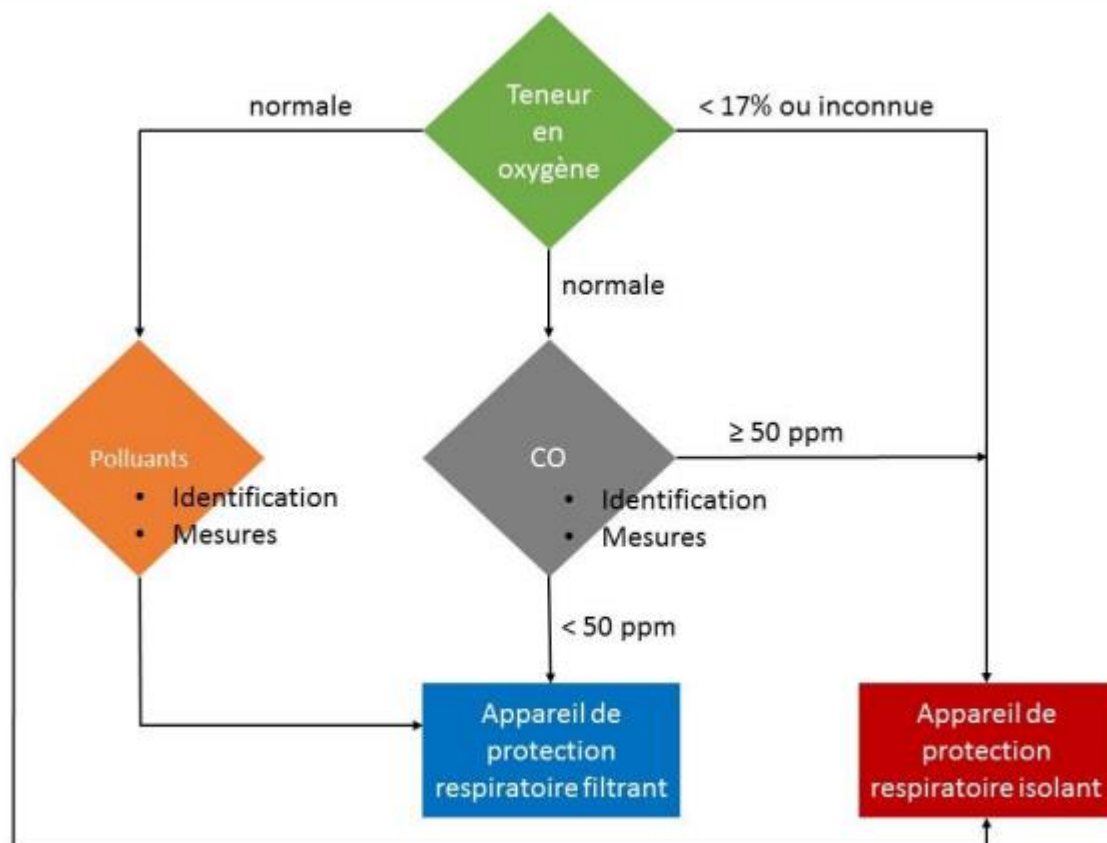 Teneur
en
oxygène
normale
< 17% ou inconnue
normale
Polluants
• Identification
• Mesures
CO
• Identification
• Mesures
≥ 50 ppm
< 50 ppm
Appareil de
protection
respiratoire filtrant
Appareil de
protection
respiratoire isolant